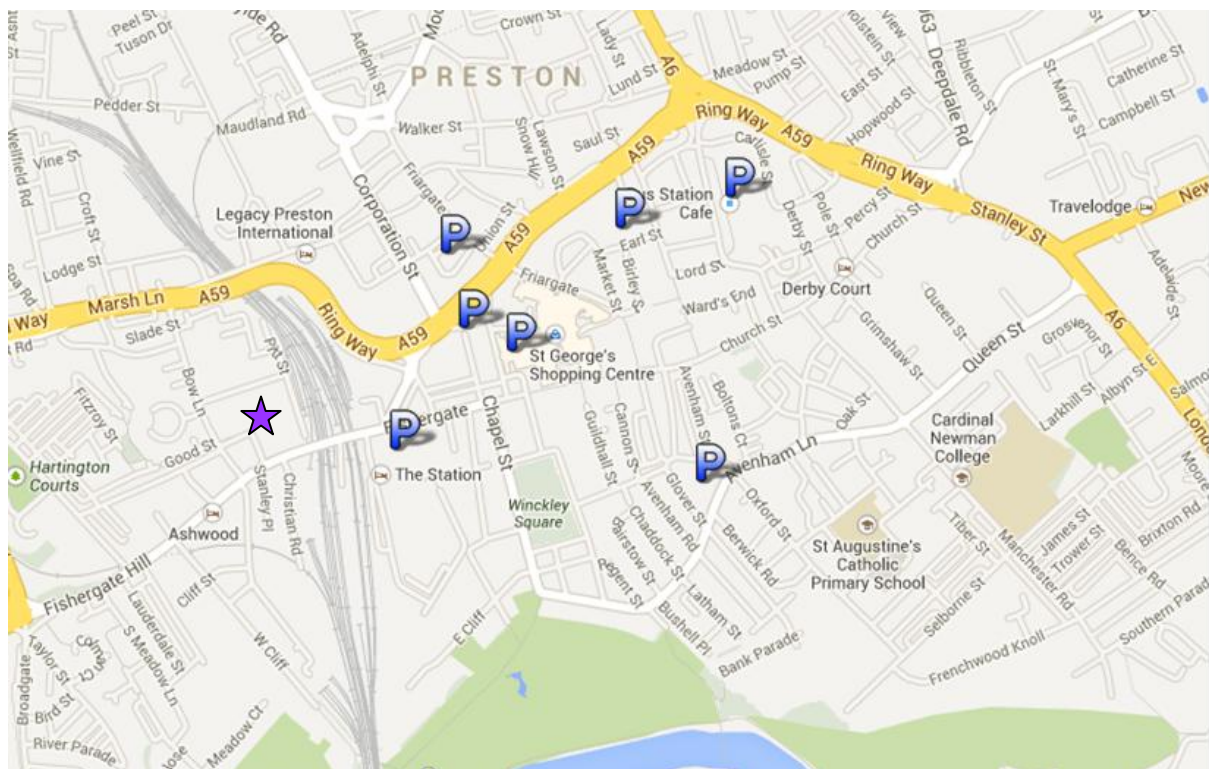 Peel St
Tuson Dr
Adelphi St
Crown St
Lady St
Lund St
A6
Meadow St
Pump St
Holstein St
View
East St
Deepdale Rd
Ribbleton St
St. Mary's St
Catherine St
Campbell St
PRESTON
Pedder St
Maudland Rd
Walker St
Snow Hill
Lawson St
Saul St
A59
Ring Way
A59
Hopwood St
Wellfield Rd
Vine St
Croft St
Corporation St
Friargate
Carlisle St
Ring Way
Stanley St
Travelodge
New
Legacy Preston
International
A59
us Station
Cafe
Pole St
Percy St
Derby St
Church St
Earl St
Lodge St
Friargate
Market St
Birley St
Lord St
Derby Court
Adelaide St
Marsh Ln
A59
Ring Way
A59
Ward's End
Slade St
Pitt St
St George's
Shopping Centre
Church St
Grimshaw St
Queen St
Queen St
Grosvenor St
A6
Bow Ln
Fitzroy St
Chapel St
Avenham St
Boltons Ct
Oak St
Larkhill St
Albyn St E
Good St
Guildhall St
Cannon St
Cardinal
Newman
College
Hartington
Courts
The Station
Avenham Ln
Stanley Pl
Christian Rd
Winckley
Square
Glover St
Avenham Rd
Oxford St
Ashwood
Chaddock St
Berwick Rd
St Augustine's
Catholic
Primary School
Tiber St
Manchester Rd
James St
Trower St
Bence Rd
Brixton Rd
Fishergate Hill
Cliff St
Regent St
Latham St
Bushell Pl
Selborne St
Lauderdale St
S Meadow Ln
W Cliff
E Cliff
Bank Parade
Frenchwood Knoll
Southern Parade
Taylor St
Broadgate
Bird St
River Parade
Meadow Ct
P
P
P
P
P
P
P